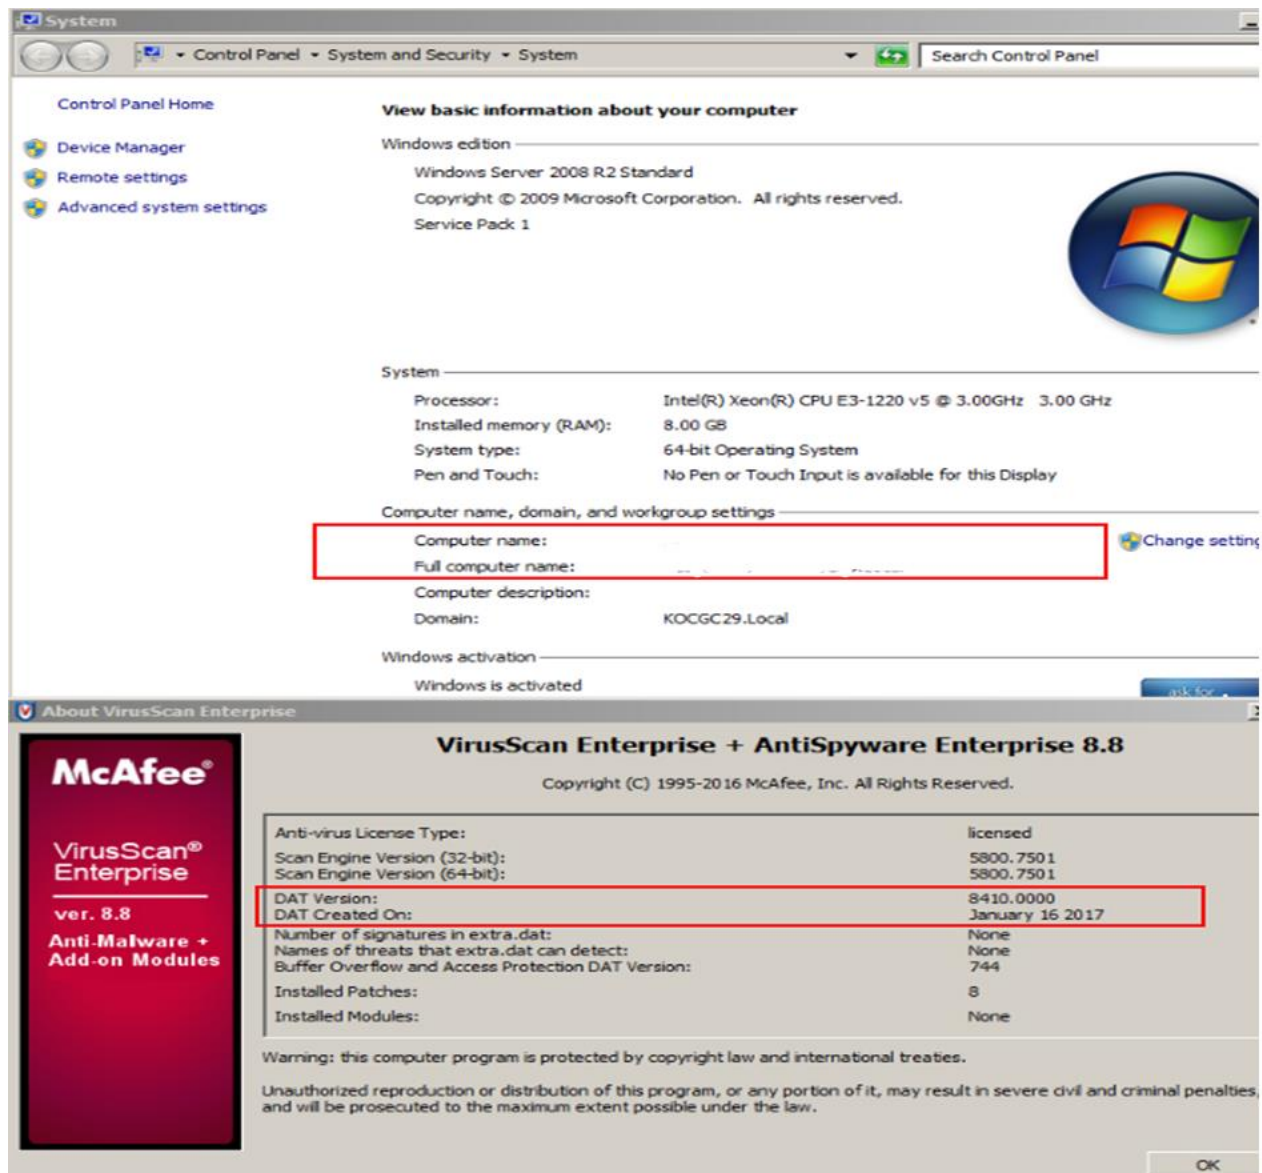 System
Control Panel System and Security System
Search Control Panel
Control Panel Home
Device Manager
Remote settings
Advanced system settings
View basic information about your computer
Windows edition
Windows Server 2008 R2 Standard
Copyright © 2009 Microsoft Corporation. All rights reserved.
Service Pack 1
System
Processor: Intel(R) Xeon(R) CPU E3-1220 v5 @ 3.00GHz 3.00 GHz
Installed memory (RAM): 8.00 GB
System type: 64-bit Operating System
Pen and Touch: No Pen or Touch Input is available for this Display
Computer name, domain, and workgroup settings
Computer name:
Change setting
Full computer name:
Computer description:
Domain: KOCGC29.Local
Windows activation
Windows is activated
ask for
About VirusScan Enterprise
McAfee®
VirusScan®
Enterprise
ver. 8.8
Anti-Malware +
Add-on Modules
VirusScan Enterprise + AntiSpyware Enterprise 8.8
Copyright (C) 1995-2016 McAfee, Inc. All Rights Reserved.
Anti-virus License Type: licensed
Scan Engine Version (32-bit): 5800.7501
Scan Engine Version (64-bit): 5800.7501
DAT Version: 8410.0000
DAT Created On: January 16 2017
Number of signatures in extra.dat: None
Names of threats that extra.dat can detect: None
Buffer Overflow and Access Protection DAT Version: 744
Installed Patches: 8
Installed Modules: None
Warning: this computer program is protected by copyright law and international treaties.
Unauthorized reproduction or distribution of this program, or any portion of it, may result in severe civil and criminal penalties,
and will be prosecuted to the maximum extent possible under the law.
OK